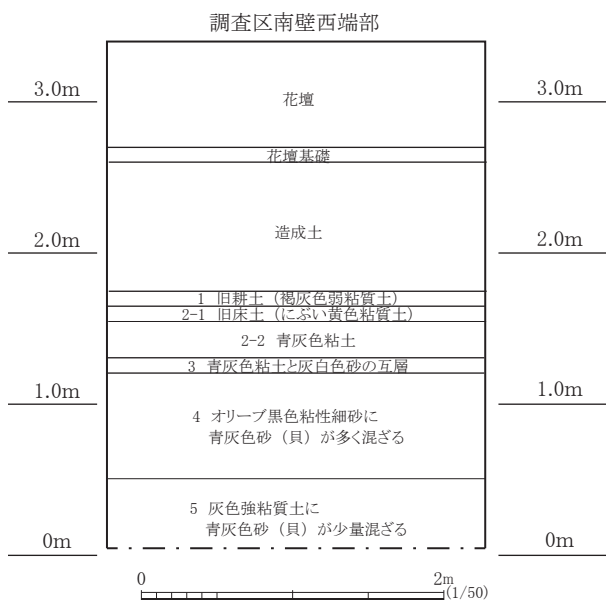 調査区南壁西端部
3.0m
3.0m
花壇
花壇基礎
2.0m
2.0m
造成土
1 旧耕土（褐灰色弱粘質土）
2-1 旧床土（にぶい黄色粘質土）
2-2 青灰色粘土
3 青灰色粘土と灰白色砂の互層
1.0m
1.0m
4 オリーブ黒色粘性細砂に
青灰色砂（貝）が多く混ざる
5 灰色強粘質土に
青灰色砂（貝）が少量混ざる
0m
0m
0
2m
(1/50)